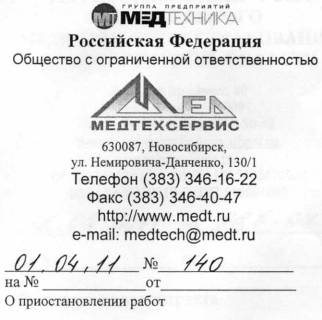 ГРУППА ПРЕДПРИЯТИЙ
МТ МЕДТЕХНИКА
Российская Федерация
Общество с ограниченной ответственностью
МЕД
МЕДТЕХСЕРВИС
630087, Новосибирск,
ул. Немировича-Данченко, 130/1
Телефон (383) 346-16-22
Факс (383) 346-40-47
http://www.medt.ru
e-mail: medtech@medt.ru
01.04.11 № 140
на № от
О приостановлении работ